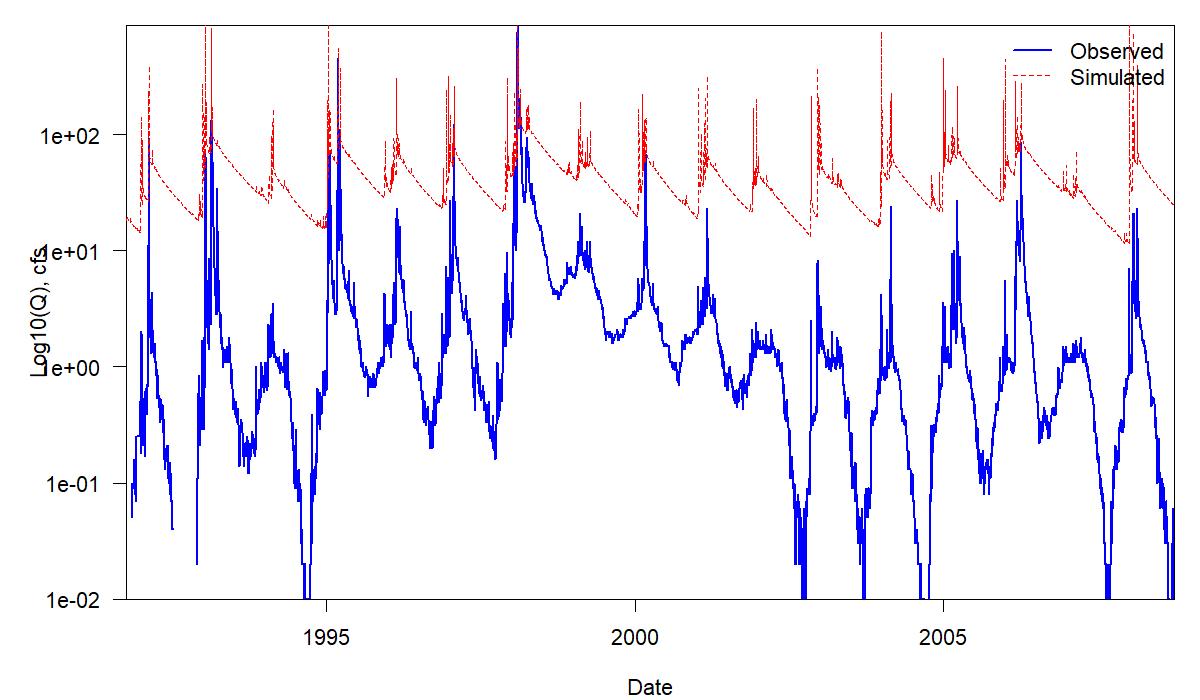 Observed
Simulated
1e+02
1e+01
1e+00
1e-01
1e-02
Log10(Q), cfs
1995
2000
2005
Date